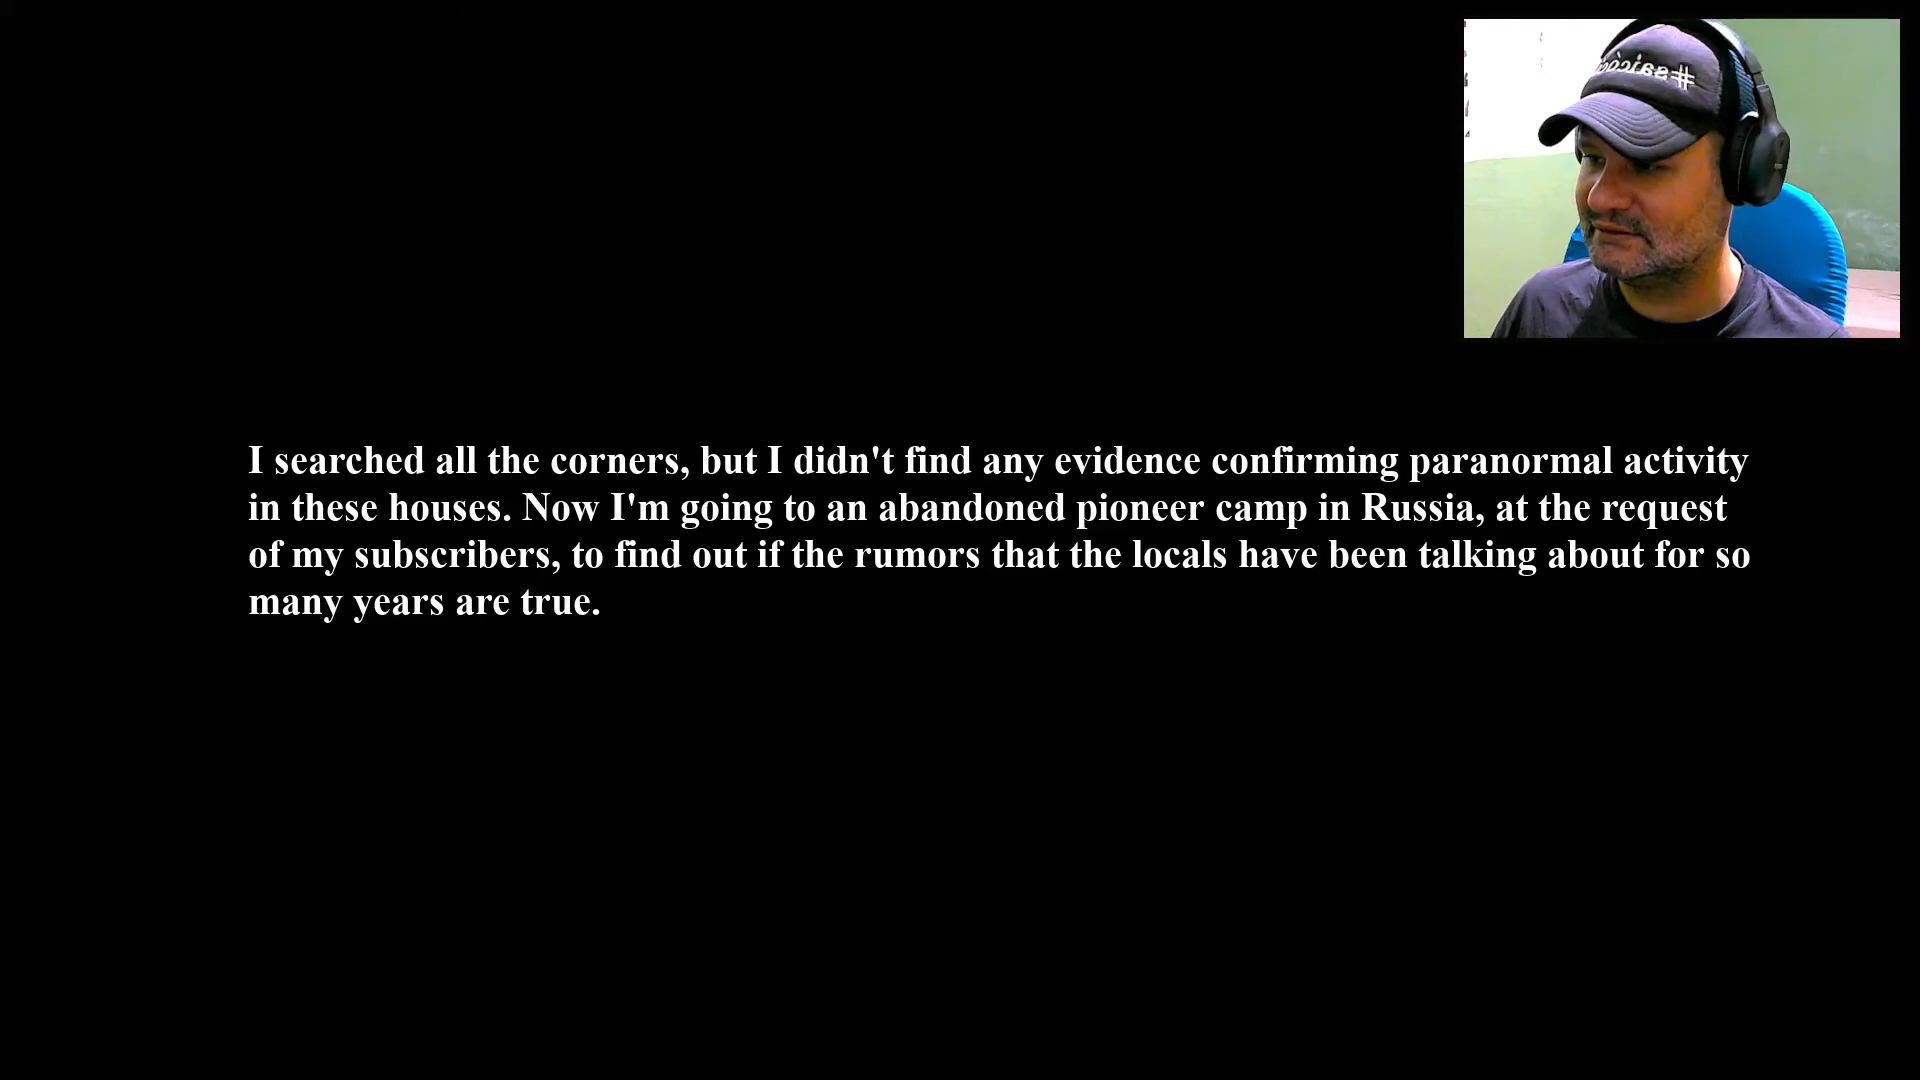 I searched all the corners, but I didn't find any evidence confirming paranormal activity
in these houses. Now I'm going to an abandoned pioneer camp in Russia, at the request
of my subscribers, to find out if the rumors that the locals have been talking about for so
many years are true.